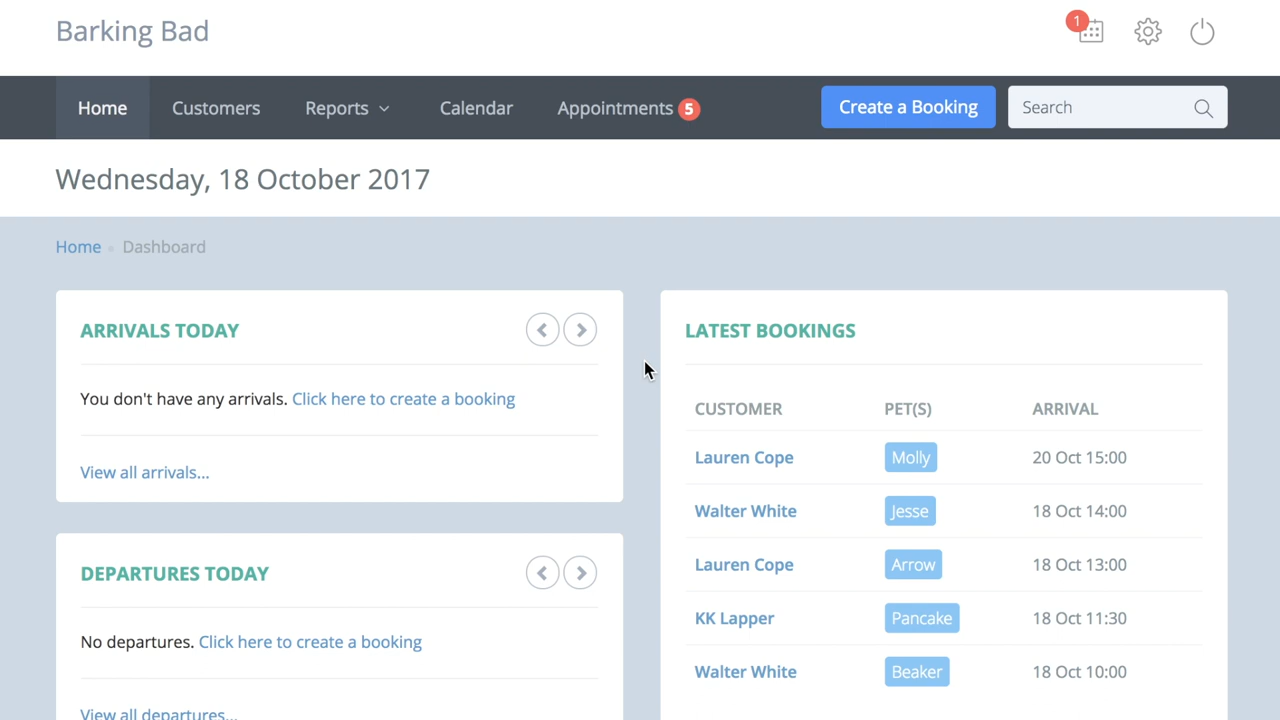 Barking Bad
1
Home Customers Reports Calendar Appointments 5 Create a Booking Search
Wednesday, 18 October 2017
Home Dashboard
ARRIVALS TODAY
You don't have any arrivals. Click here to create a booking
View all arrivals...
DEPARTURES TODAY
No departures. Click here to create a booking
View all departures...
LATEST BOOKINGS
CUSTOMER PET(S) ARRIVAL
Lauren Cope Molly 20 Oct 15:00
Walter White Jesse 18 Oct 14:00
Lauren Cope Arrow 18 Oct 13:00
KK Lapper Pancake 18 Oct 11:30
Walter White Beaker 18 Oct 10:00